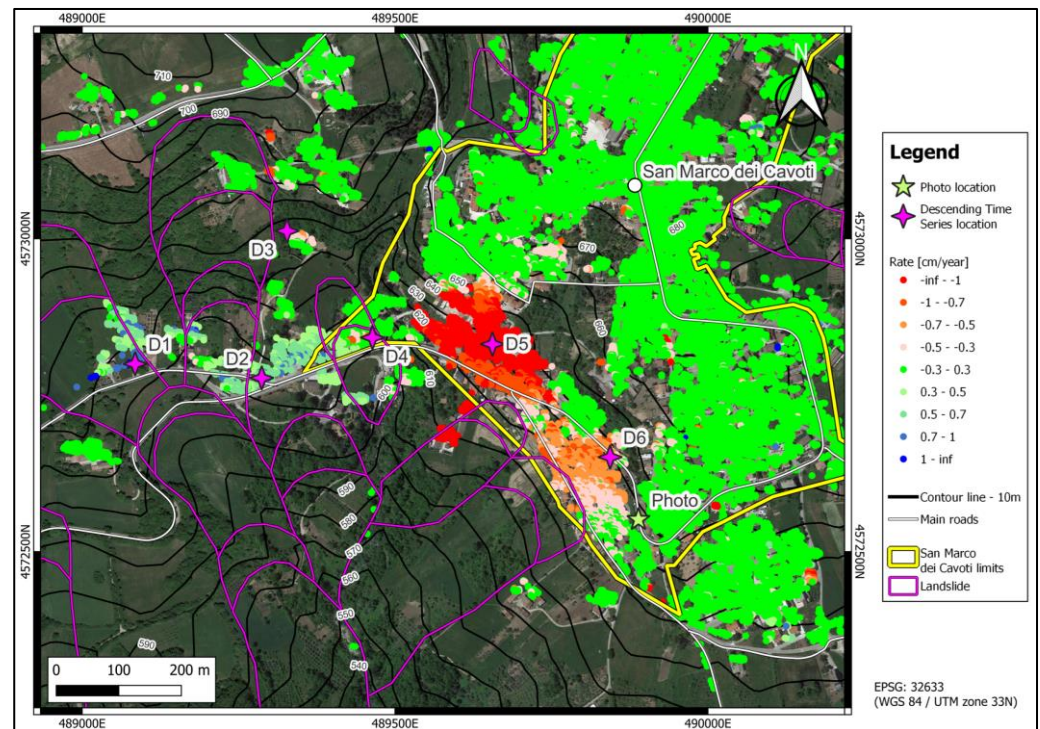 489000E 489500E 490000E
N
710
700
690
San Marco dei Cavoti
680
670
4573000N
4573000N
D3
650
640
630
620
660
D1
D2
D4
D5
610
600
D6
Photo
590
580
570
560
550
540
590
4572500N
4572500N
0 100 200 m
489000E 489500E 490000E
Legend
Photo location
Descending Time
Series location
Rate [cm/year]
-inf - -1
-1 - -0.7
-0.7 - -0.5
-0.5 - -0.3
-0.3 - 0.3
0.3 - 0.5
0.5 - 0.7
0.7 - 1
1 - inf
Contour line - 10m
Main roads
San Marco
dei Cavoti limits
Landslide
EPSG: 32633
(WGS 84 / UTM zone 33N)